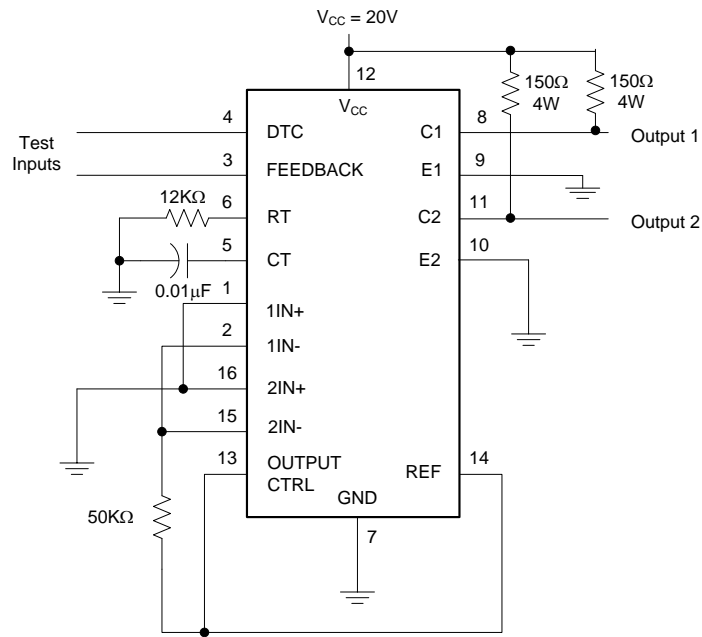 VCC = 20V
12
VCC
150Ω
4W
150Ω
4W
Test
Inputs
4
DTC
C1
8
Output 1
3
FEEDBACK
E1
9
12KΩ
6
RT
C2
11
Output 2
5
CT
E2
10
0.01µF
1
1IN+
2
1IN-
16
2IN+
15
2IN-
13
OUTPUT
CTRL
REF
14
GND
7
50KΩ